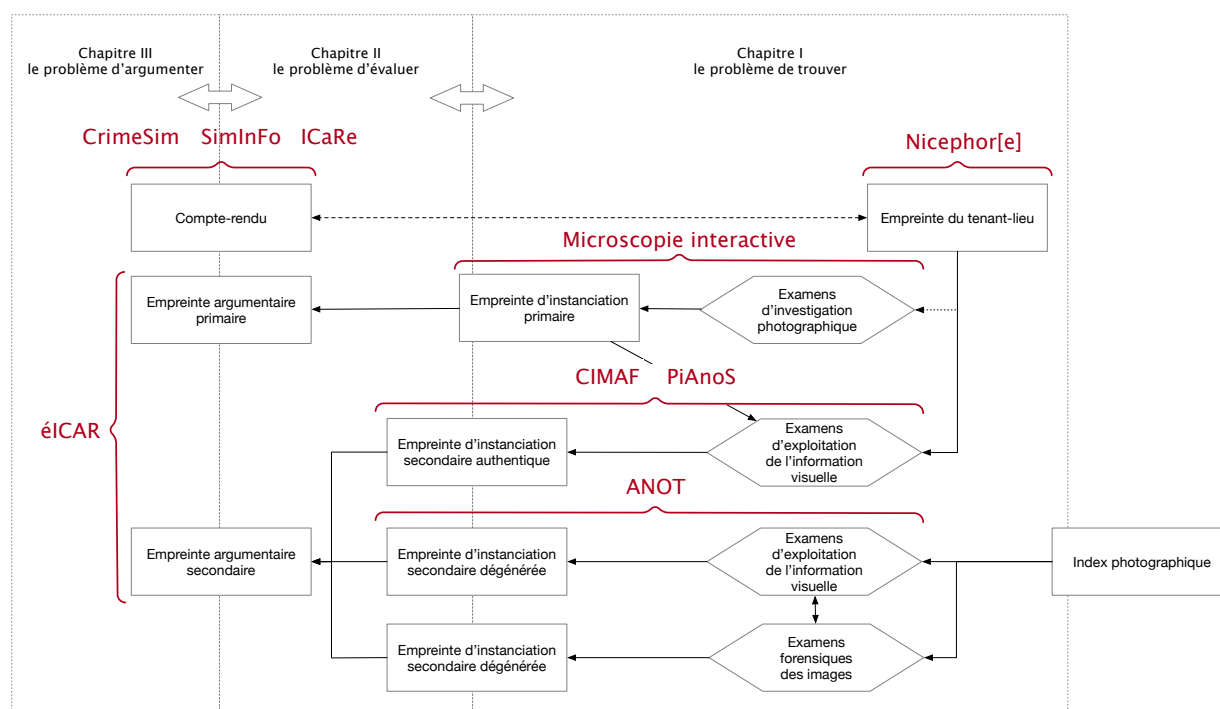 Chapitre III
le problème d'argumenter
Chapitre II
le problème d'évaluer
Chapitre I
le problème de trouver
CrimeSim
SimInFo
ICaRe
Nicephor[e]
Compte-rendu
Empreinte du tenant-lieu
Microscopie interactive
Empreinte argumentaire
primaire
Empreinte d'instanciation
primaire
Examens
d'investigation
photographique
CIMAF
PiAnoS
éICAR
Empreinte d'instanciation
secondaire authentique
Examens
d'exploitation
de l'information
visuelle
ANOT
Empreinte argumentaire
secondaire
Empreinte d'instanciation
secondaire dégénérée
Examens
d'exploitation
de l'information
visuelle
Index photographique
Empreinte d'instanciation
secondaire dégénérée
Examens
forensiques
des images